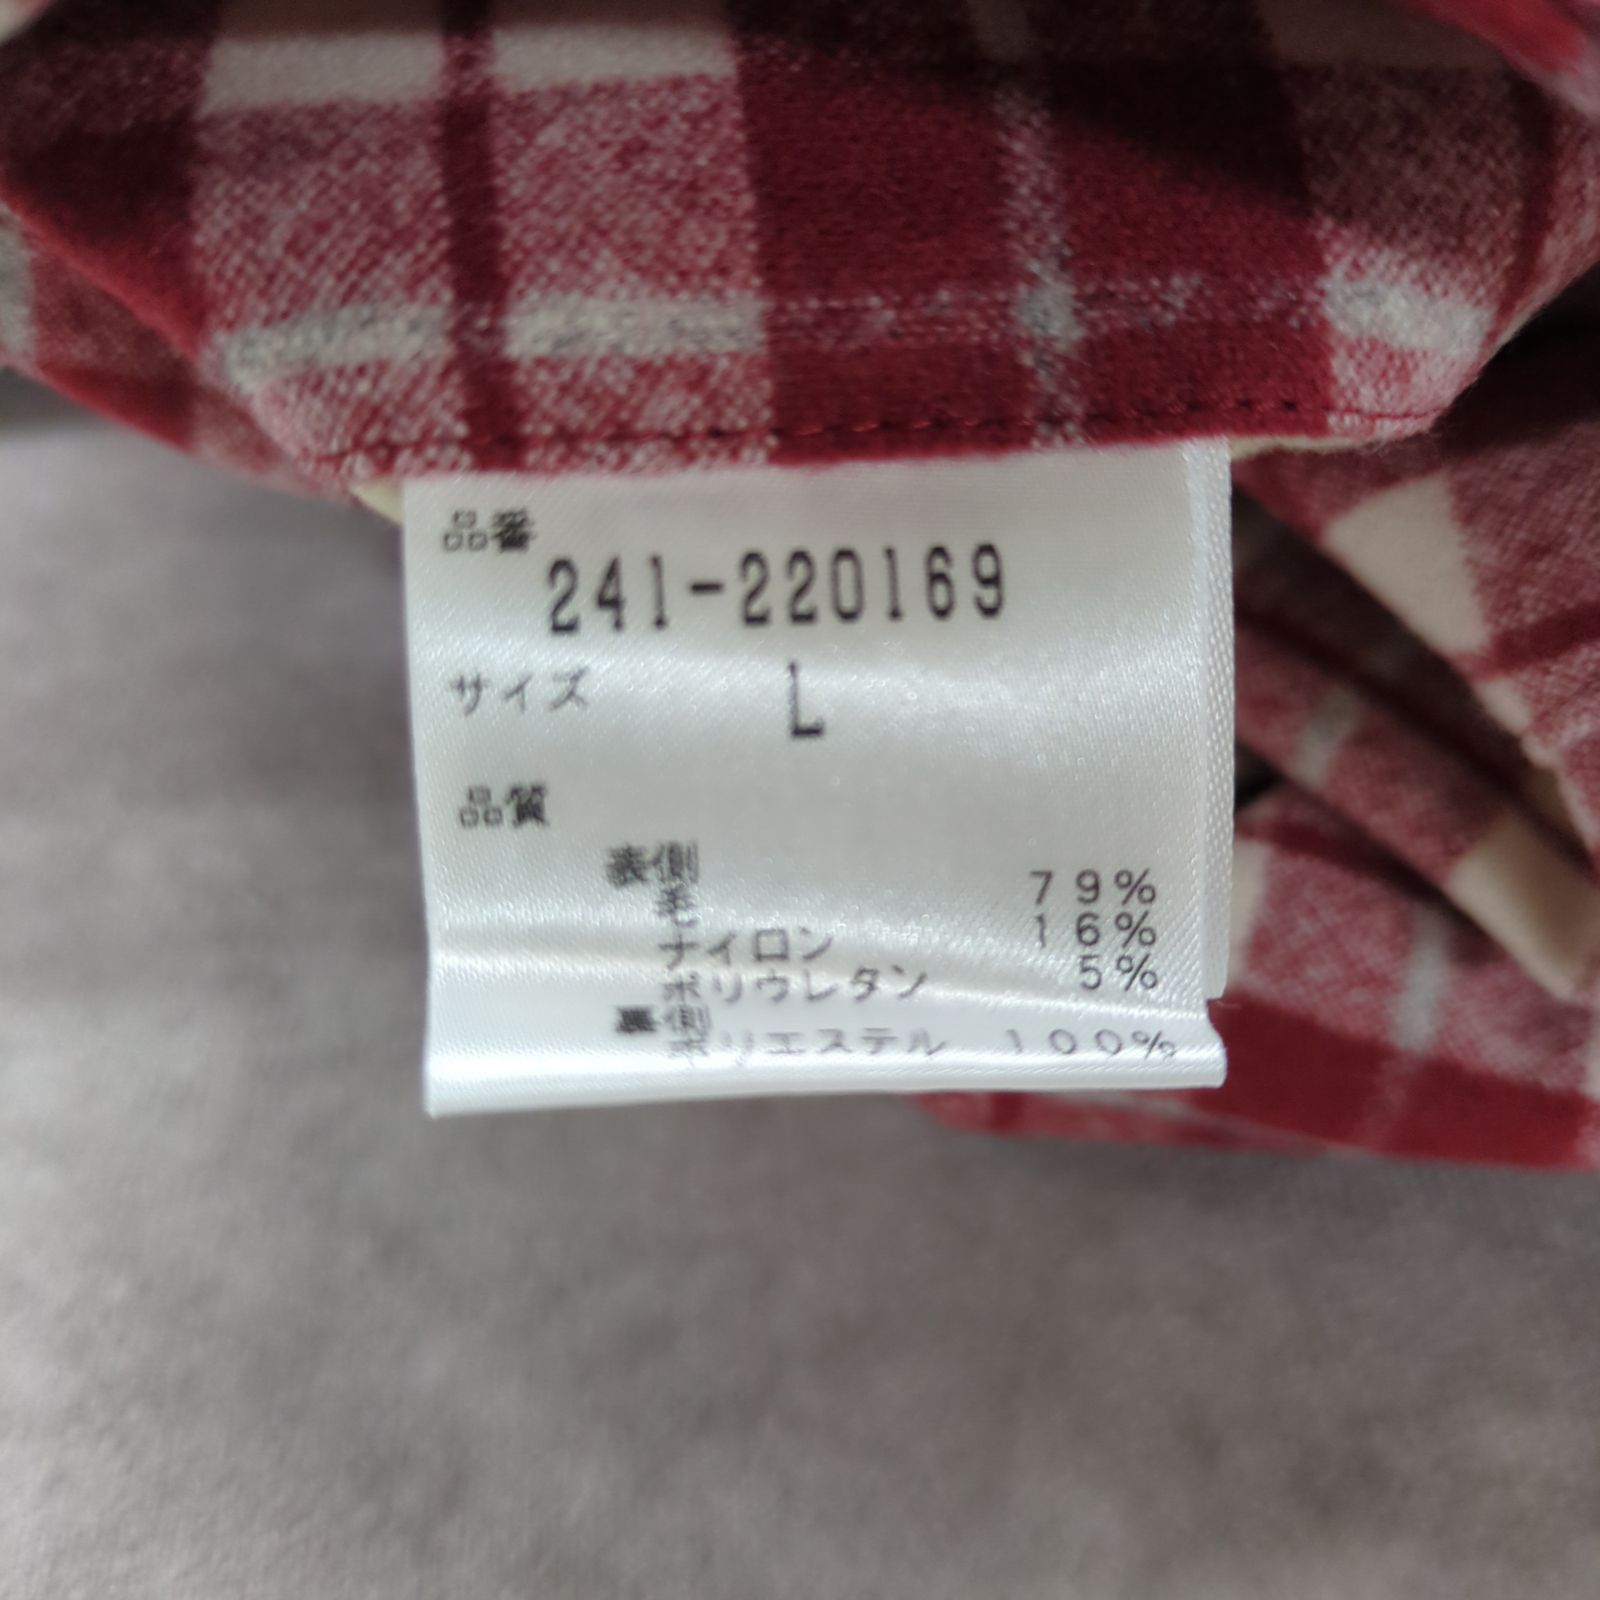 品番
241-220169
サイズ L
品質
表側
毛 79%
ナイロン 16%
ポリウレタン 5%
裏側
ポリエステル 100%